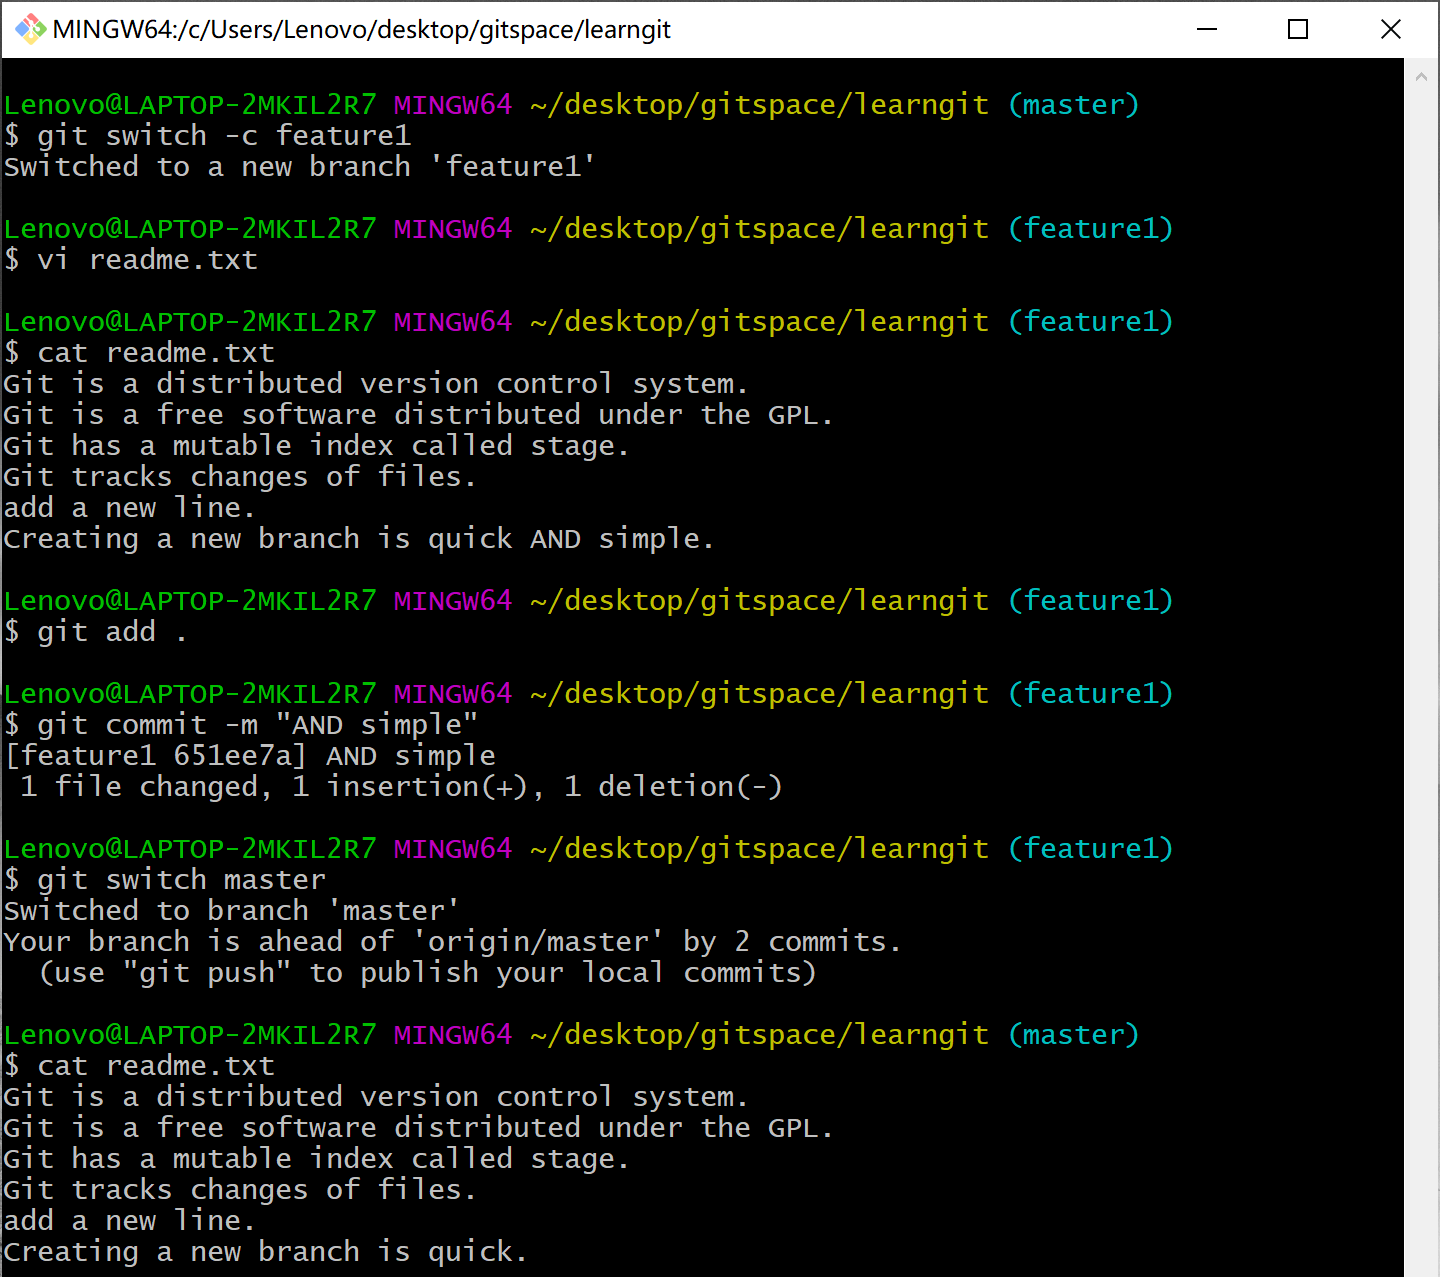 MINGW64:/c/Users/Lenovo/desktop/gitspace/learngit
Lenovo@LAPTOP-2MKIL2R7 MINGW64 ~/desktop/gitspace/learngit (master)
$ git switch -c feature1
Switched to a new branch 'feature1'
Lenovo@LAPTOP-2MKIL2R7 MINGW64 ~/desktop/gitspace/learngit (feature1)
$ vi readme.txt
Lenovo@LAPTOP-2MKIL2R7 MINGW64 ~/desktop/gitspace/learngit (feature1)
$ cat readme.txt
Git is a distributed version control system.
Git is a free software distributed under the GPL.
Git has a mutable index called stage.
Git tracks changes of files.
add a new line.
Creating a new branch is quick AND simple.
Lenovo@LAPTOP-2MKIL2R7 MINGW64 ~/desktop/gitspace/learngit (feature1)
$ git add .
Lenovo@LAPTOP-2MKIL2R7 MINGW64 ~/desktop/gitspace/learngit (feature1)
$ git commit -m "AND simple"
[feature1 651ee7a] AND simple
 1 file changed, 1 insertion(+), 1 deletion(-)
Lenovo@LAPTOP-2MKIL2R7 MINGW64 ~/desktop/gitspace/learngit (feature1)
$ git switch master
Switched to branch 'master'
Your branch is ahead of 'origin/master' by 2 commits.
  (use "git push" to publish your local commits)
Lenovo@LAPTOP-2MKIL2R7 MINGW64 ~/desktop/gitspace/learngit (master)
$ cat readme.txt
Git is a distributed version control system.
Git is a free software distributed under the GPL.
Git has a mutable index called stage.
Git tracks changes of files.
add a new line.
Creating a new branch is quick.